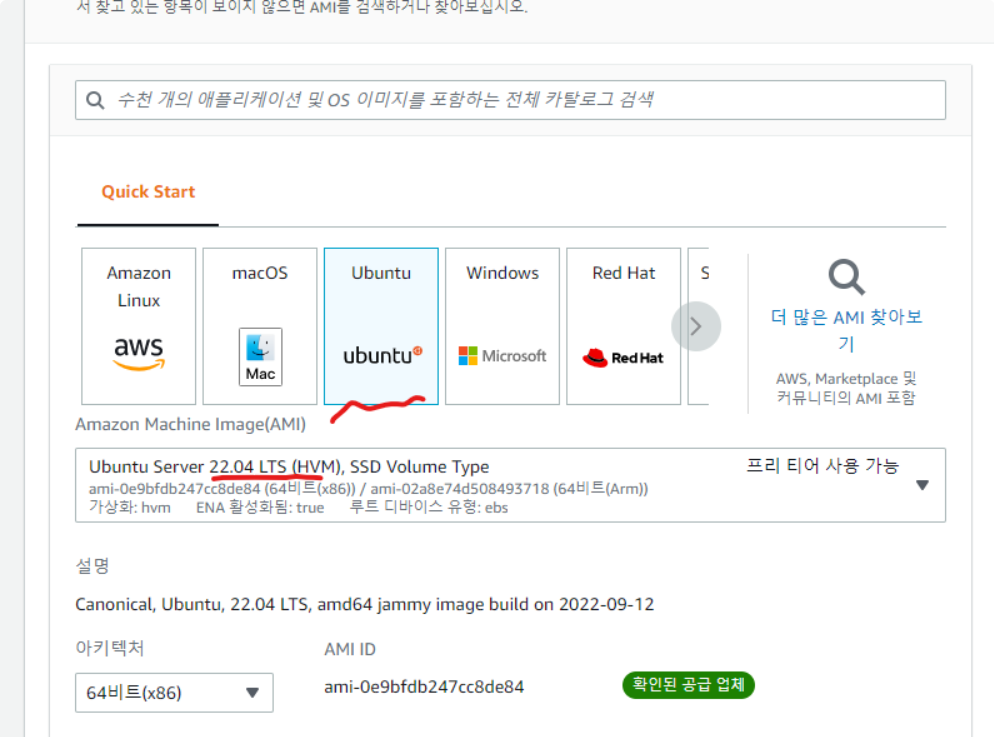 서 찾고 있는 항목이 보이지 않으면 AMI를 검색하거나 찾아보십시오.
수천 개의 애플리케이션 및 OS 이미지를 포함하는 전체 카탈로그 검색
Quick Start
Amazon
Linux
aws
macOS
Mac
Ubuntu
ubuntu
Windows
Microsoft
Red Hat
Red Hat
S
더 많은 AMI 찾아보
기
AWS, Marketplace 및
커뮤니티의 AMI 포함
Amazon Machine Image(AMI)
Ubuntu Server 22.04 LTS (HVM), SSD Volume Type
프리 티어 사용 가능
ami-0e9bfdb247cc8de84 (64비트(x86)) / ami-02a8e74d508493718 (64비트(Arm))
가상화: hvm ENA 활성화됨: true 루트 디바이스 유형: ebs
설명
Canonical, Ubuntu, 22.04 LTS, amd64 jammy image build on 2022-09-12
아키텍처
AMI ID
64비트(x86)
ami-0e9bfdb247cc8de84
확인된 공급 업체